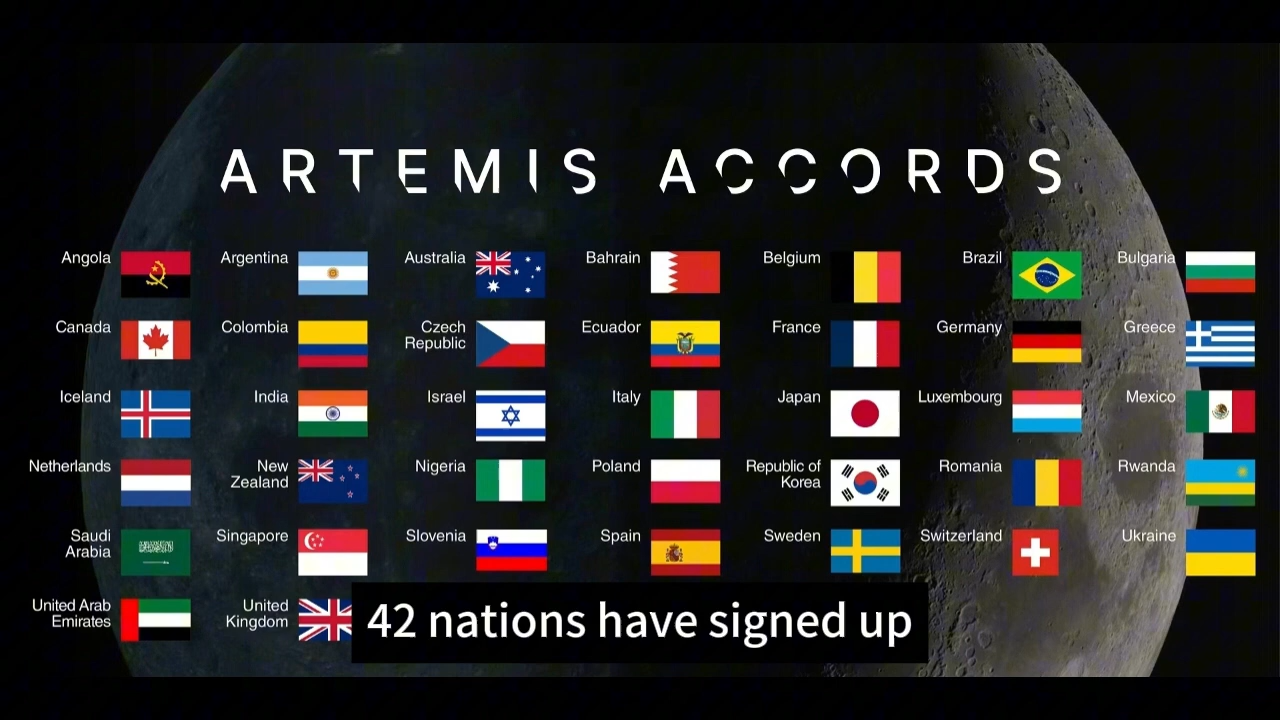 ARTEMIS ACCORDS
Angola
Argentina
Australia
Bahrain
Belgium
Brazil
Bulgaria
Canada
Colombia
Czech
Republic
Ecuador
France
Germany
Greece
Iceland
India
Israel
Italy
Japan
Luxembourg
Mexico
Netherlands
New
Zealand
Nigeria
Poland
Republic of
Korea
Romania
Rwanda
Saudi
Arabia
Singapore
Slovenia
Spain
Sweden
Switzerland
Ukraine
United Arab
Emirates
United
Kingdom
42 nations have signed up